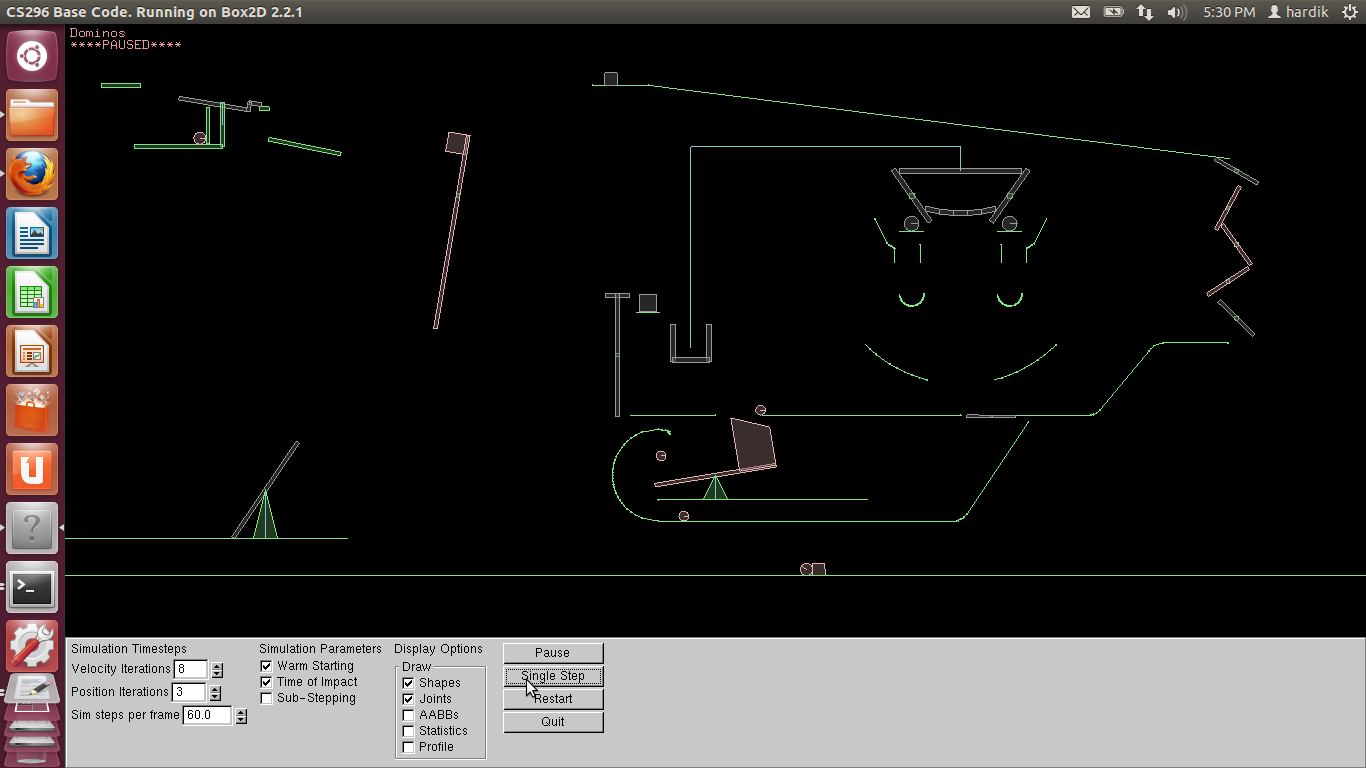 CS296 Base Code. Running on Box2D 2.2.1
5:30 PM
hardik
Dominos
****PAUSED****
Simulation Timesteps
Velocity Iterations 8
Position Iterations 3
Sim steps per frame 60.0
Simulation Parameters
Warm Starting
Time of Impact
Sub-Stepping
Display Options
Draw
Shapes
Joints
AABBs
Statistics
Profile
Pause
Single Step
Restart
Quit